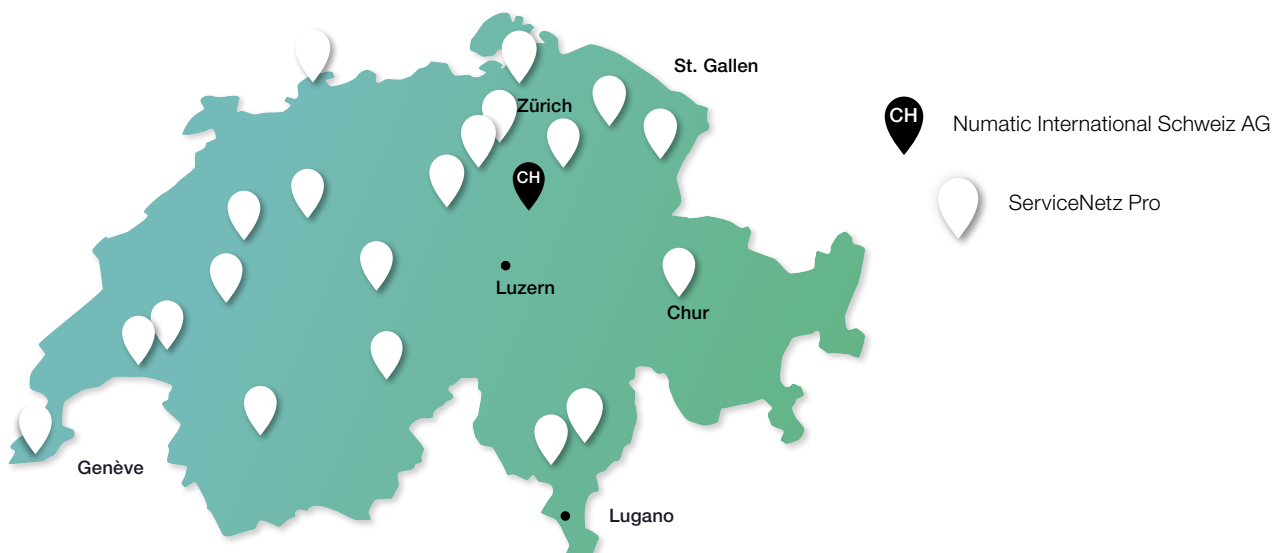 St. Gallen
Zürich
CH
Numatic International Schweiz AG
CH
ServiceNetz Pro
Luzern
Chur
Genève
Lugano